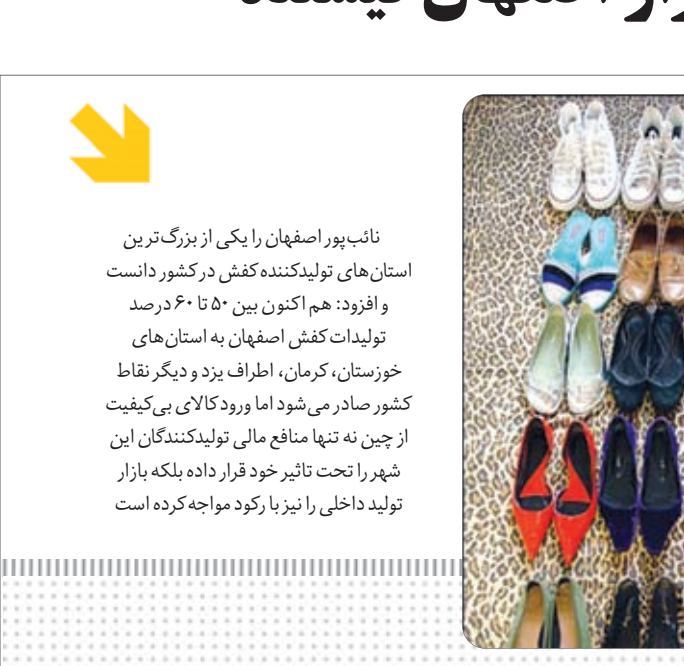 اصفهان نیستند
نائب‌پور اصفهان را یکی از بزرگ‌ترین
استان‌های تولیدکننده کفش در کشور دانست
و افزود: هم اکنون بین ۵۰ تا ۶۰ درصد
تولیدات کفش اصفهان به استان‌های
خوزستان، کرمان، اطراف یزد و دیگر نقاط
کشور صادر می‌شود اما ورود کالای بی‌کیفیت
از چین نه تنها منافع مالی تولیدکنندگان این
شهر را تحت تاثیر خود قرار داده بلکه بازار
تولید داخلی را نیز با رکود مواجه کرده است